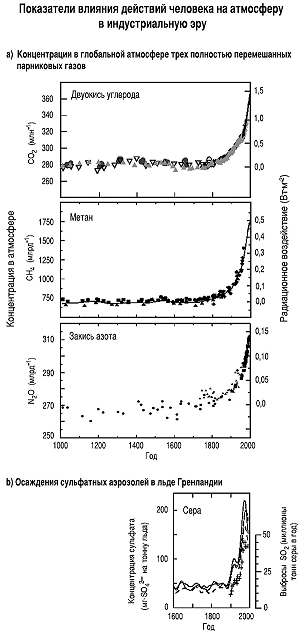 Показатели влияния действий человека на атмосферу
в индустриальную эру
a) Концентрации в глобальной атмосфере трех полностью перемешанных
парниковых газов
Концентрация в атмосфере
Радиационное воздействие (Вт·м⁻²)
Двуокись углерода
CO₂ (млн⁻¹)
360
340
320
300
280
260
1,5
1,0
0,5
0,0
Метан
CH₄ (млрд⁻¹)
1750
1500
1250
1000
750
0,5
0,4
0,3
0,2
0,1
0,0
Закись азота
N₂O (млрд⁻¹)
310
290
270
250
0,15
0,10
0,05
0,0
1000 1200 1400 1600 1800 2000
Год
b) Осаждения сульфатных аэрозолей в льде Гренландии
Сера
Концентрация сульфата
(мг·SO₄²⁻ на тонну льда)
200
100
0
50
25
0
Выбросы SO₂ (миллионы
тонн серы в год)
1600 1800 2000
Год